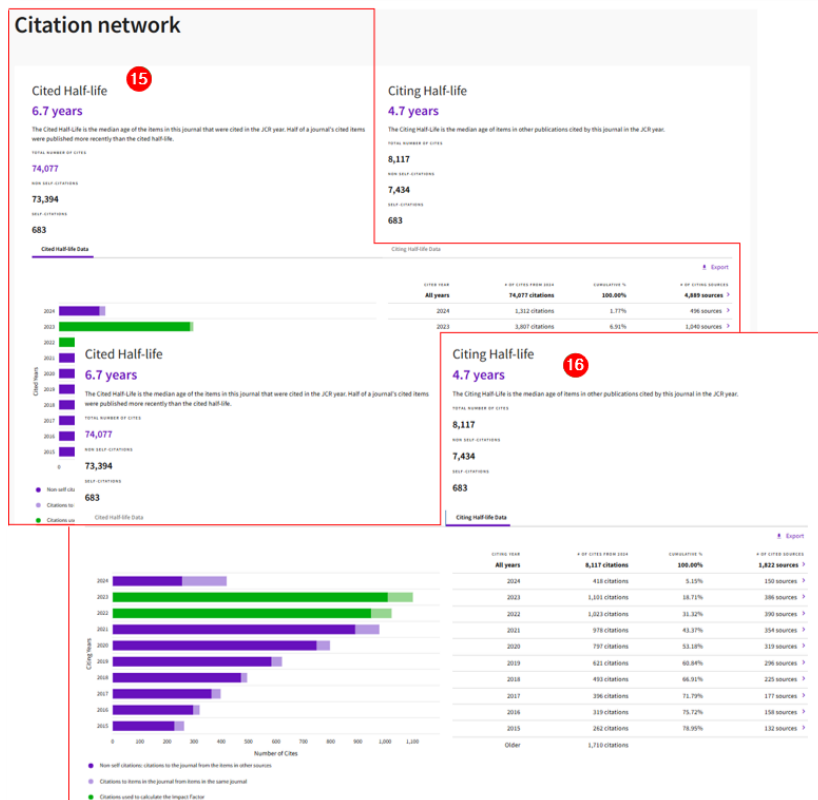 Citation network
15
Cited Half-life
6.7 years
The Cited Half-Life is the median age of the items in this journal that were cited in the JCR year. Half of a journal's cited items
were published more recently than the cited half-life.
TOTAL NUMBER OF CITES
74,077
NON SELF-CITATIONS
73,394
SELF-CITATIONS
683
Citing Half-life
4.7 years
The Citing Half-Life is the median age of items in other publications cited by this journal in the JCR year.
TOTAL NUMBER OF CITES
8,117
NON SELF-CITATIONS
7,434
SELF-CITATIONS
683
Cited Half-life Data
Citing Half-life Data
Export
CITED YEAR # OF CITES FROM 2024 CUMULATIVE % # OF CITING SOURCES
All years 74,077 citations 100.00% 4,889 sources >
2024 1,312 citations 1.77% 496 sources >
2023 3,807 citations 6.91% 1,040 sources >
Cited Years
2024
2023
2022
2021
2020
2019
2018
2017
2016
2015
0
Non-self cit
Citations to
Citations us
Cited Half-life
6.7 years
The Cited Half-Life is the median age of the items in this journal that were cited in the JCR year. Half of a journal's cited items
were published more recently than the cited half-life.
TOTAL NUMBER OF CITES
74,077
NON SELF-CITATIONS
73,394
SELF-CITATIONS
683
Cited Half-life Data
16
Citing Half-life
4.7 years
The Citing Half-Life is the median age of items in other publications cited by this journal in the JCR year.
TOTAL NUMBER OF CITES
8,117
NON SELF-CITATIONS
7,434
SELF-CITATIONS
683
Citing Half-life Data
Export
CITING YEAR # OF CITES FROM 2024 CUMULATIVE % # OF CITED SOURCES
All years 8,117 citations 100.00% 1,822 sources >
2024 418 citations 5.15% 150 sources >
2023 1,101 citations 18.71% 386 sources >
2022 1,023 citations 31.32% 390 sources >
2021 978 citations 43.37% 354 sources >
2020 797 citations 53.18% 319 sources >
2019 621 citations 60.84% 296 sources >
2018 493 citations 66.91% 225 sources >
2017 396 citations 71.79% 177 sources >
2016 319 citations 75.72% 158 sources >
2015 262 citations 78.95% 132 sources >
Older 1,710 citations
Citing Years
2024
2023
2022
2021
2020
2019
2018
2017
2016
2015
0 100 200 300 400 500 600 700 800 900 1,000 1,100
Number of Cites
Non-self citations: citations to the journal from the items in other sources
Citations to items in the journal from items in the same journal
Citations used to calculate the Impact Factor